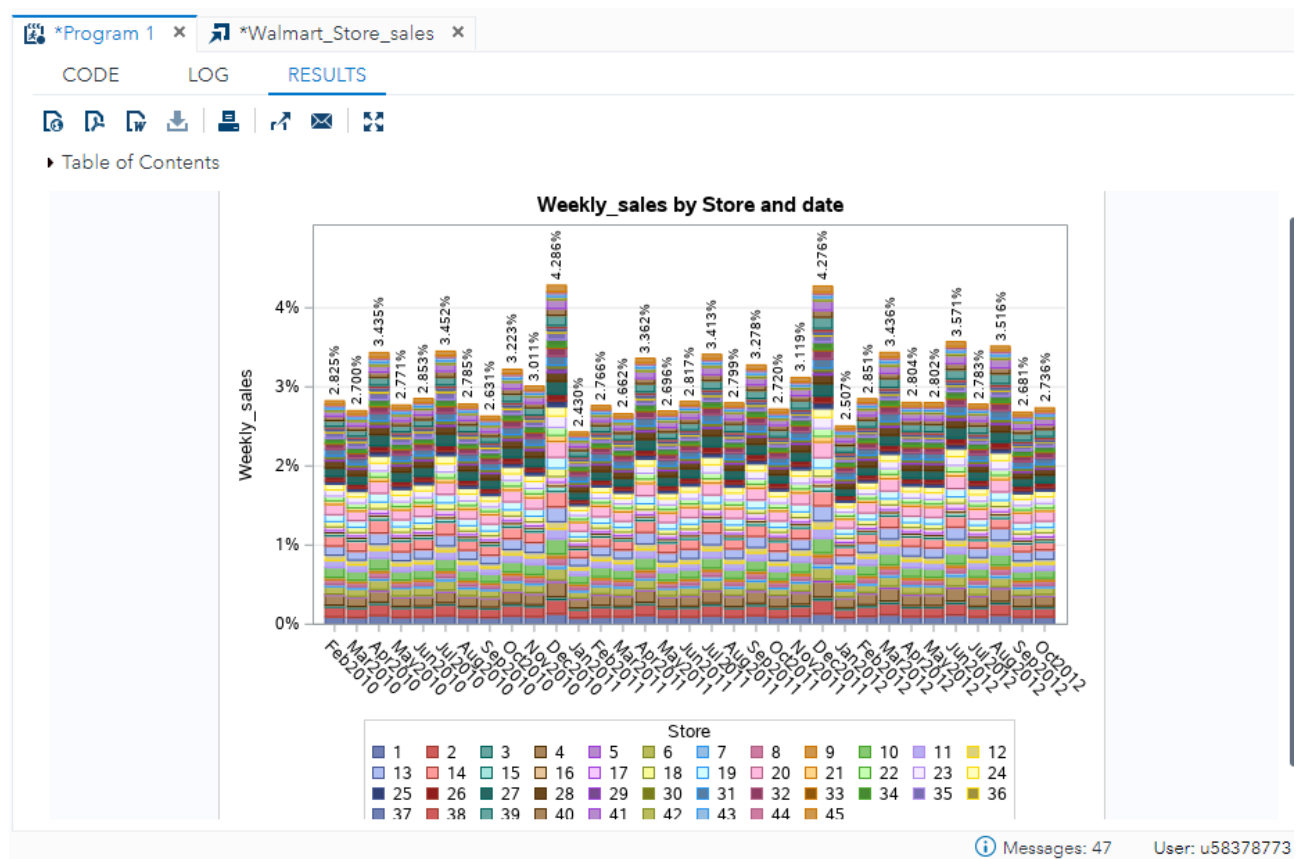 *Program 1 × *Walmart_Store_sales ×
CODE LOG RESULTS
Table of Contents
Weekly_sales by Store and date
Weekly_sales
4%
3%
2%
1%
0%
2.825% 2.700% 3.435% 2.771% 2.853% 3.452% 2.785% 2.631% 3.223% 3.011% 4.286% 2.430% 2.766% 2.662% 3.362% 2.696% 2.817% 3.413% 2.799% 3.278% 2.720% 3.119% 4.276% 2.507% 2.851% 3.436% 2.804% 2.802% 3.571% 2.783% 3.516% 2.681% 2.736%
Feb2010 Mar2010 Apr2010 May2010 Jun2010 Jul2010 Aug2010 Sep2010 Oct2010 Nov2010 Dec2010 Jan2011 Feb2011 Mar2011 Apr2011 May2011 Jun2011 Jul2011 Aug2011 Sep2011 Oct2011 Nov2011 Dec2011 Jan2012 Feb2012 Mar2012 Apr2012 May2012 Jun2012 Jul2012 Aug2012 Sep2012 Oct2012
Store
1 2 3 4 5 6 7 8 9 10 11 12
13 14 15 16 17 18 19 20 21 22 23 24
25 26 27 28 29 30 31 32 33 34 35 36
37 38 39 40 41 42 43 44 45
Messages: 47 User: u58378773